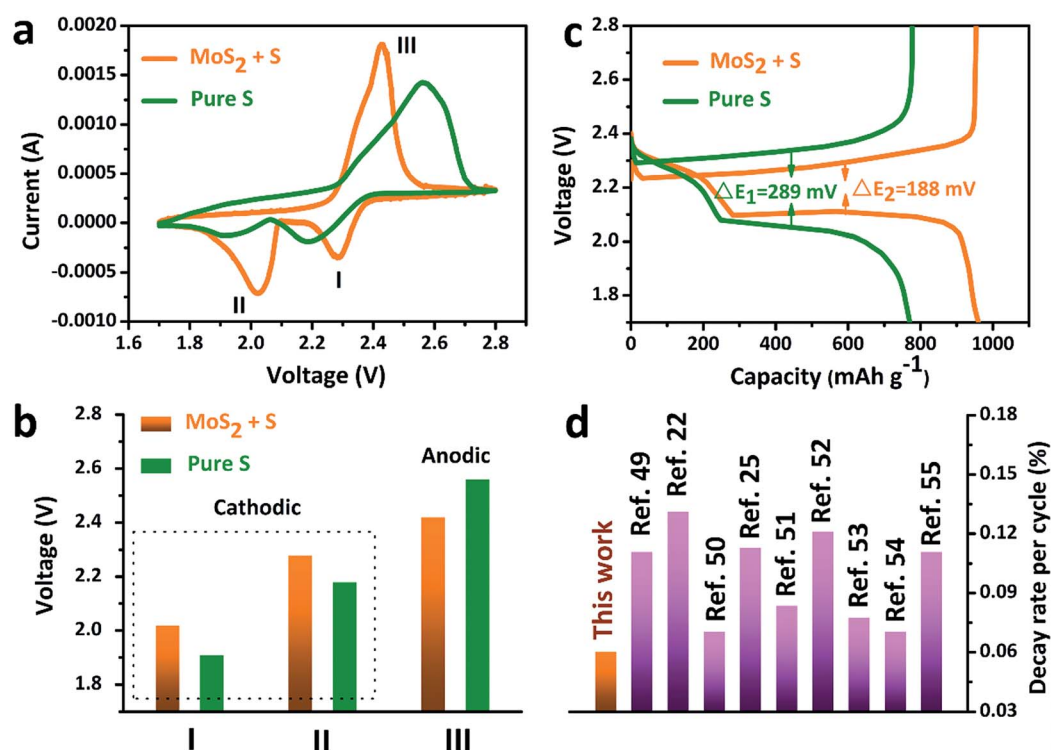 a
MoS2 + S
Pure S
I
II
III
0.0020
0.0015
0.0010
0.0005
0.0000
-0.0005
-0.0010
Current (A)
1.6 1.8 2.0 2.2 2.4 2.6 2.8
Voltage (V)
c
MoS2 + S
Pure S
△E1=289 mV
△E2=188 mV
2.8
2.6
2.4
2.2
2.0
1.8
Voltage (V)
0 200 400 600 800 1000
Capacity (mAh g-1)
b
MoS2 + S
Pure S
Cathodic
Anodic
2.8
2.6
2.4
2.2
2.0
1.8
Voltage (V)
I II III
d
This work
Ref. 49
Ref. 22
Ref. 50
Ref. 25
Ref. 51
Ref. 52
Ref. 53
Ref. 54
Ref. 55
0.18
0.15
0.12
0.09
0.06
0.03
Decay rate per cycle (%)